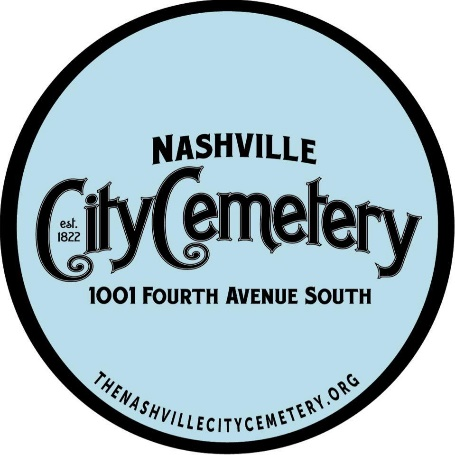 NASHVILLE
City Cemetery
est.
1822
1001 FOURTH AVENUE SOUTH
THENASHVILLECITYCEMETERY.ORG